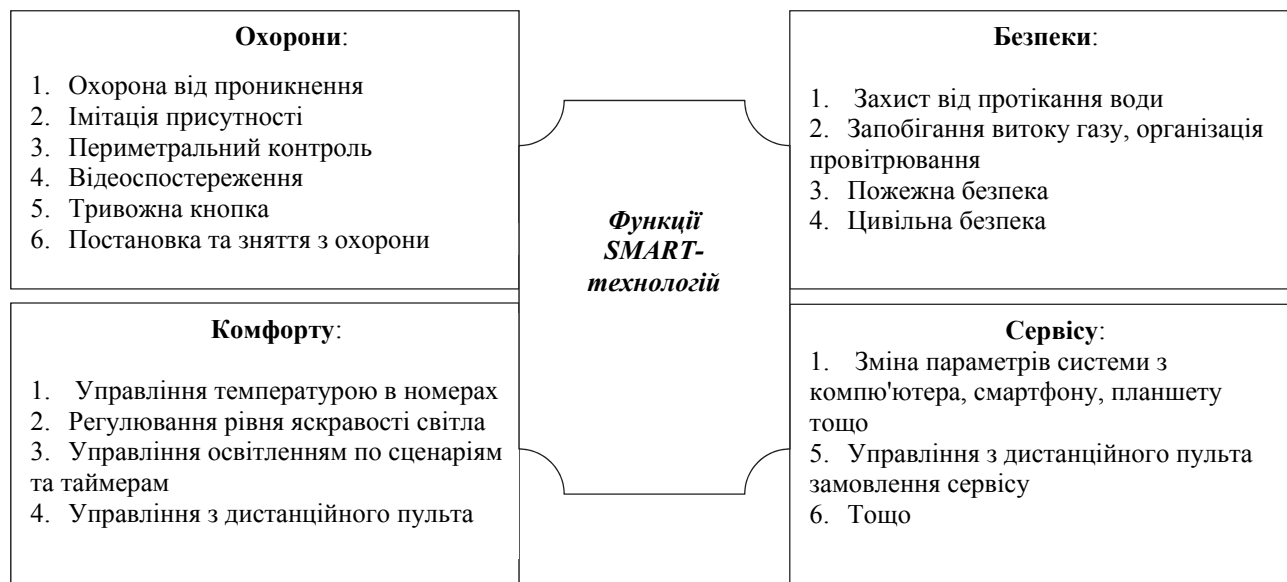 Охорони:
1. Охорона від проникнення
2. Імітація присутності
3. Периметральний контроль
4. Відеоспостереження
5. Тривожна кнопка
6. Постановка та зняття з охорони
Безпеки:
1. Захист від протікання води
2. Запобігання витоку газу, організація
провітрювання
3. Пожежна безпека
4. Цивільна безпека
Функції
SMART-
технологій
Комфорту:
1. Управління температурою в номерах
2. Регулювання рівня яскравості світла
3. Управління освітленням по сценаріям
та таймерам
4. Управління з дистанційного пульта
Сервісу:
1. Зміна параметрів системи з
комп'ютера, смартфону, планшету
тощо
5. Управління з дистанційного пульта
замовлення сервісу
6. Тощо